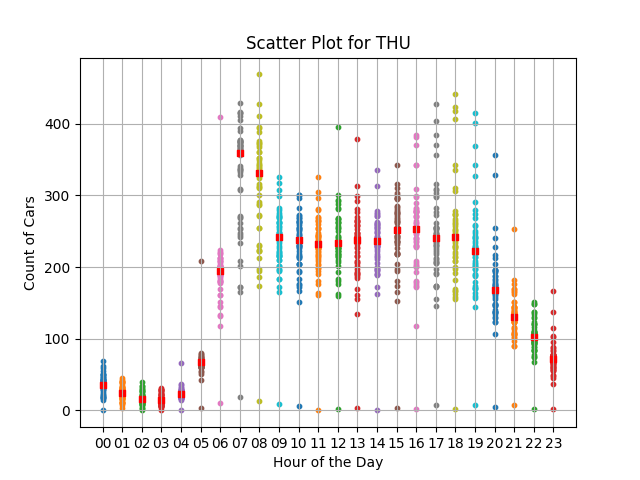 Scatter Plot for THU
Count of Cars
400
300
200
100
0
00 01 02 03 04 05 06 07 08 09 10 11 12 13 14 15 16 17 18 19 20 21 22 23
Hour of the Day